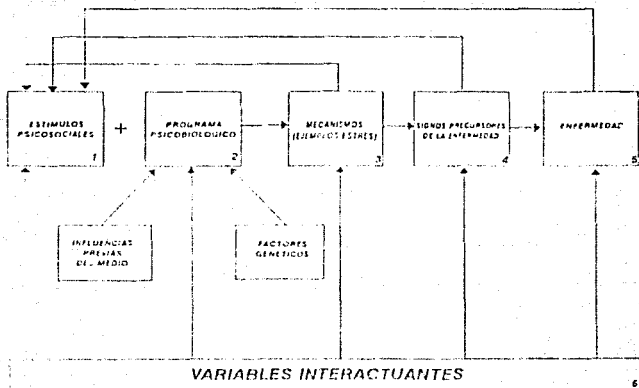 ESTIMULOS
PSICOSOCIALES
1
+
PROGRAMA
PSICOBIOLOGICO
2
MECANISMOS
(EJEMPLOS ESTRES)
3
SIGNOS PRECURSORES
DE LA ENFERMEDAD
4
ENFERMEDAD
5
INFLUENCIAS
PREVIAS
DEL MEDIO
FACTORES
GENETICOS
VARIABLES INTERACTUANTES
6